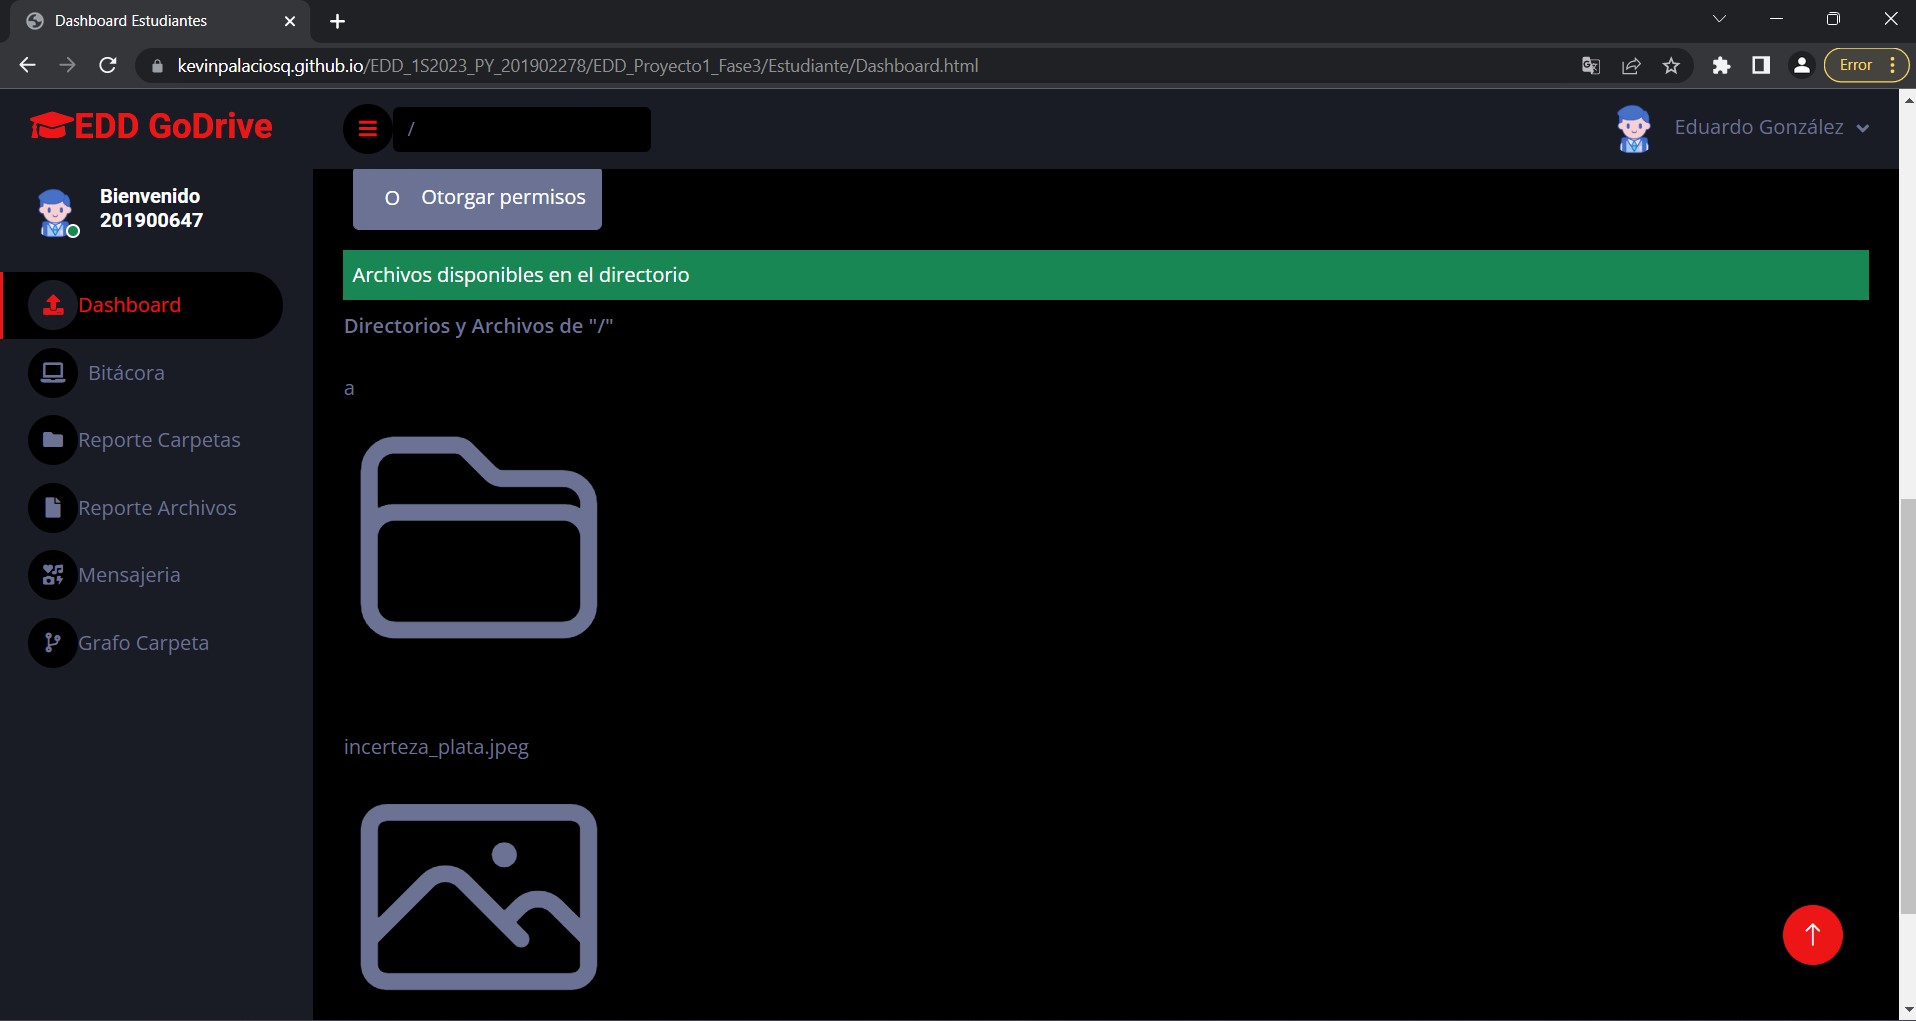 Dashboard Estudiantes
kevinpalaciosq.github.io/EDD_1S2023_PY_201902278/EDD_Proyecto1_Fase3/Estudiante/Dashboard.html
Error
EDD GoDrive
/
Eduardo González
Bienvenido
201900647
Dashboard
Bitácora
Reporte Carpetas
Reporte Archivos
Mensajeria
Grafo Carpeta
O Otorgar permisos
Archivos disponibles en el directorio
Directorios y Archivos de "/"
a
incerteza_plata.jpeg